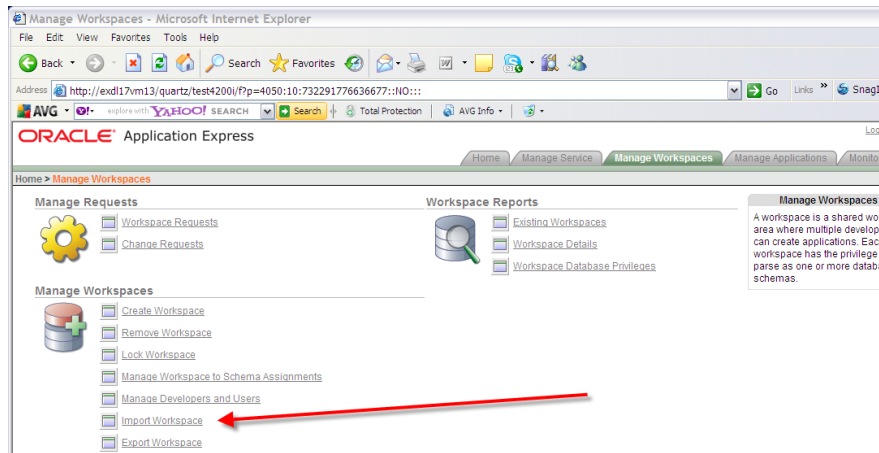 Manage Workspaces - Microsoft Internet Explorer
File Edit View Favorites Tools Help
Back Search Favorites
Address http://exdl17vm13/quartz/test4200i/f?p=4050:10:732291776636677::NO::: Go Links » SnagI
AVG Y! explore with YAHOO! SEARCH Search Total Protection AVG Info
ORACLE Application Express
Log
Home Manage Service Manage Workspaces Manage Applications Monito
Home > Manage Workspaces
Manage Requests
Workspace Requests
Change Requests
Workspace Reports
Existing Workspaces
Workspace Details
Workspace Database Privileges
Manage Workspaces
A workspace is a shared wo
area where multiple develop
can create applications. Eac
workspace has the privilege
parse as one or more databa
schemas.
Manage Workspaces
Create Workspace
Remove Workspace
Lock Workspace
Manage Workspace to Schema Assignments
Manage Developers and Users
Import Workspace
Export Workspace